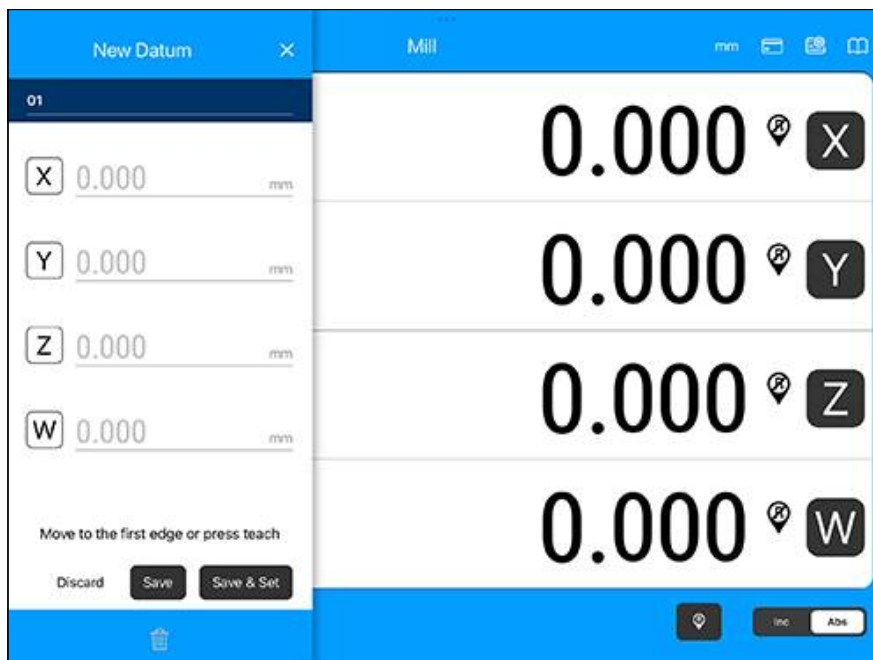 New Datum
Mill
mm
01
X 0.000 mm
Y 0.000 mm
Z 0.000 mm
W 0.000 mm
Move to the first edge or press teach
Discard Save Save & Set
0.000 R X
0.000 R Y
0.000 R Z
0.000 R W
Inc Abs